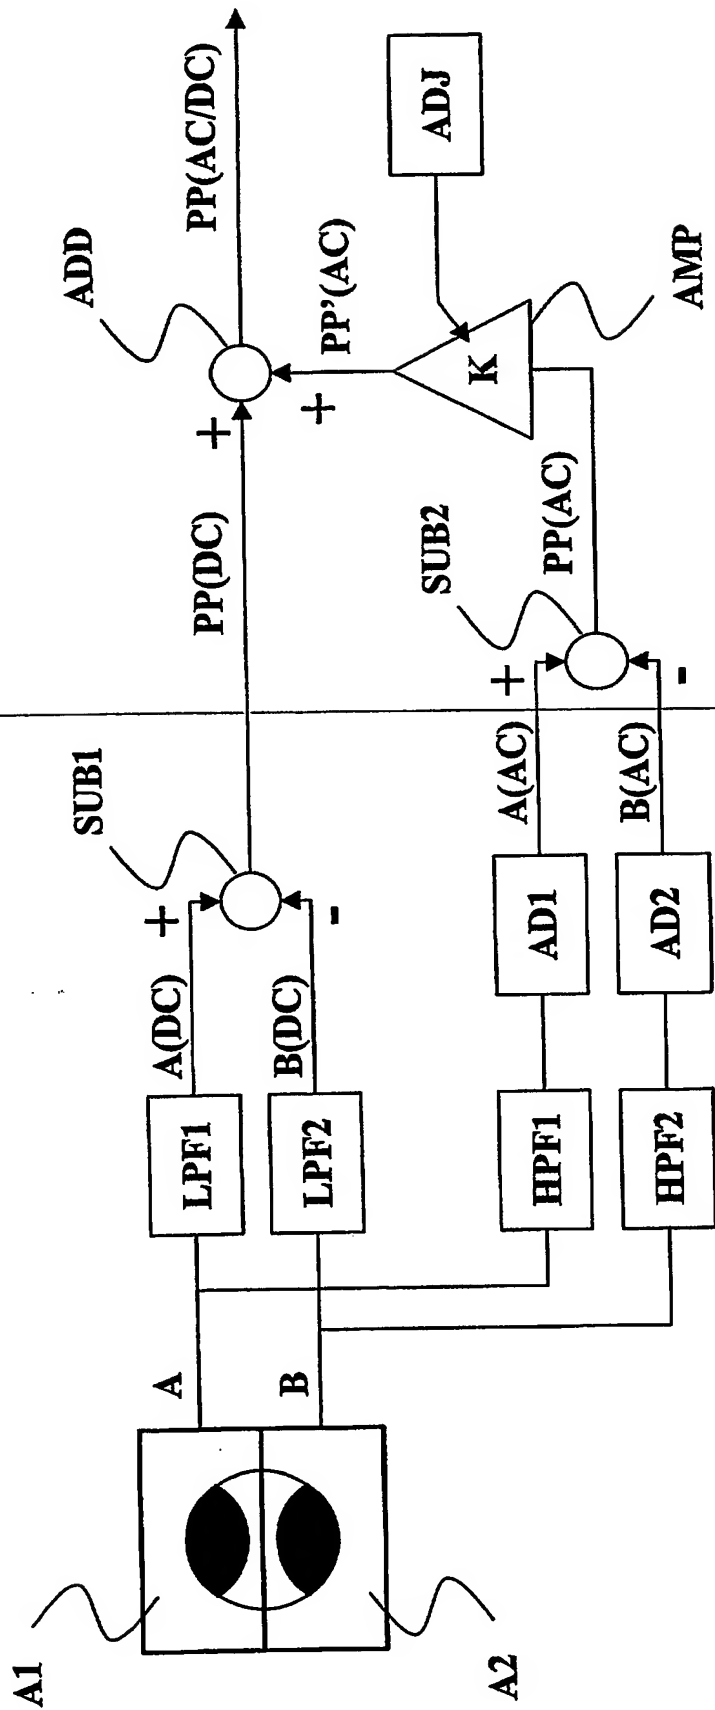 A1
A2
A
B
LPF1
LPF2
HPF1
HPF2
A(DC)
B(DC)
AD1
AD2
+
-
SUB1
A(AC)
B(AC)
+
-
SUB2
PP(DC)
PP(AC)
+
+
ADD
K
AMP
PP'(AC)
PP(AC/DC)
ADJ